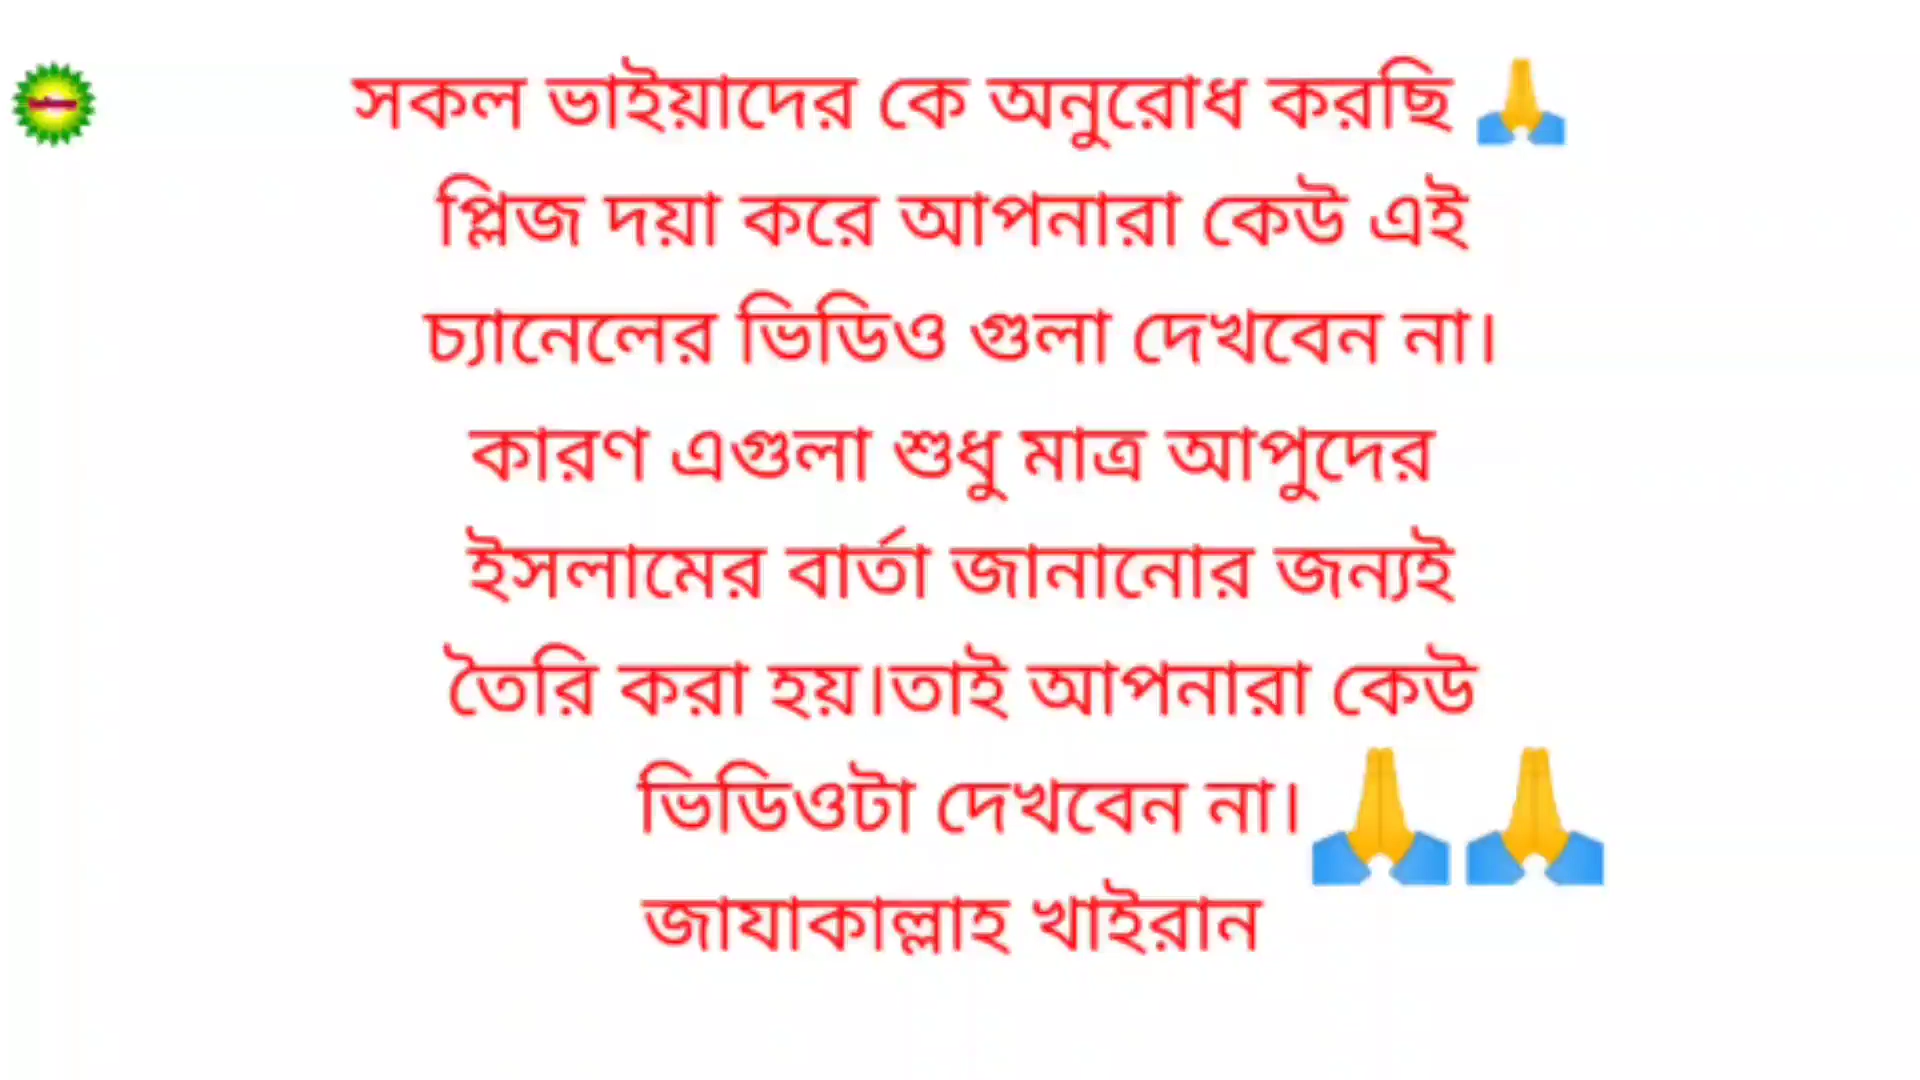 সকল ভাইয়াদের কে অনুরোধ করছি 🙏
প্লিজ দয়া করে আপনারা কেউ এই
চ্যানেলের ভিডিও গুলা দেখবেন না।
কারণ এগুলা শুধু মাত্র আপুদের
ইসলামের বার্তা জানানোর জন্যই
তৈরি করা হয়।তাই আপনারা কেউ
ভিডিওটা দেখবেন না। 🙏🙏
জাযাকাল্লাহ খাইরান